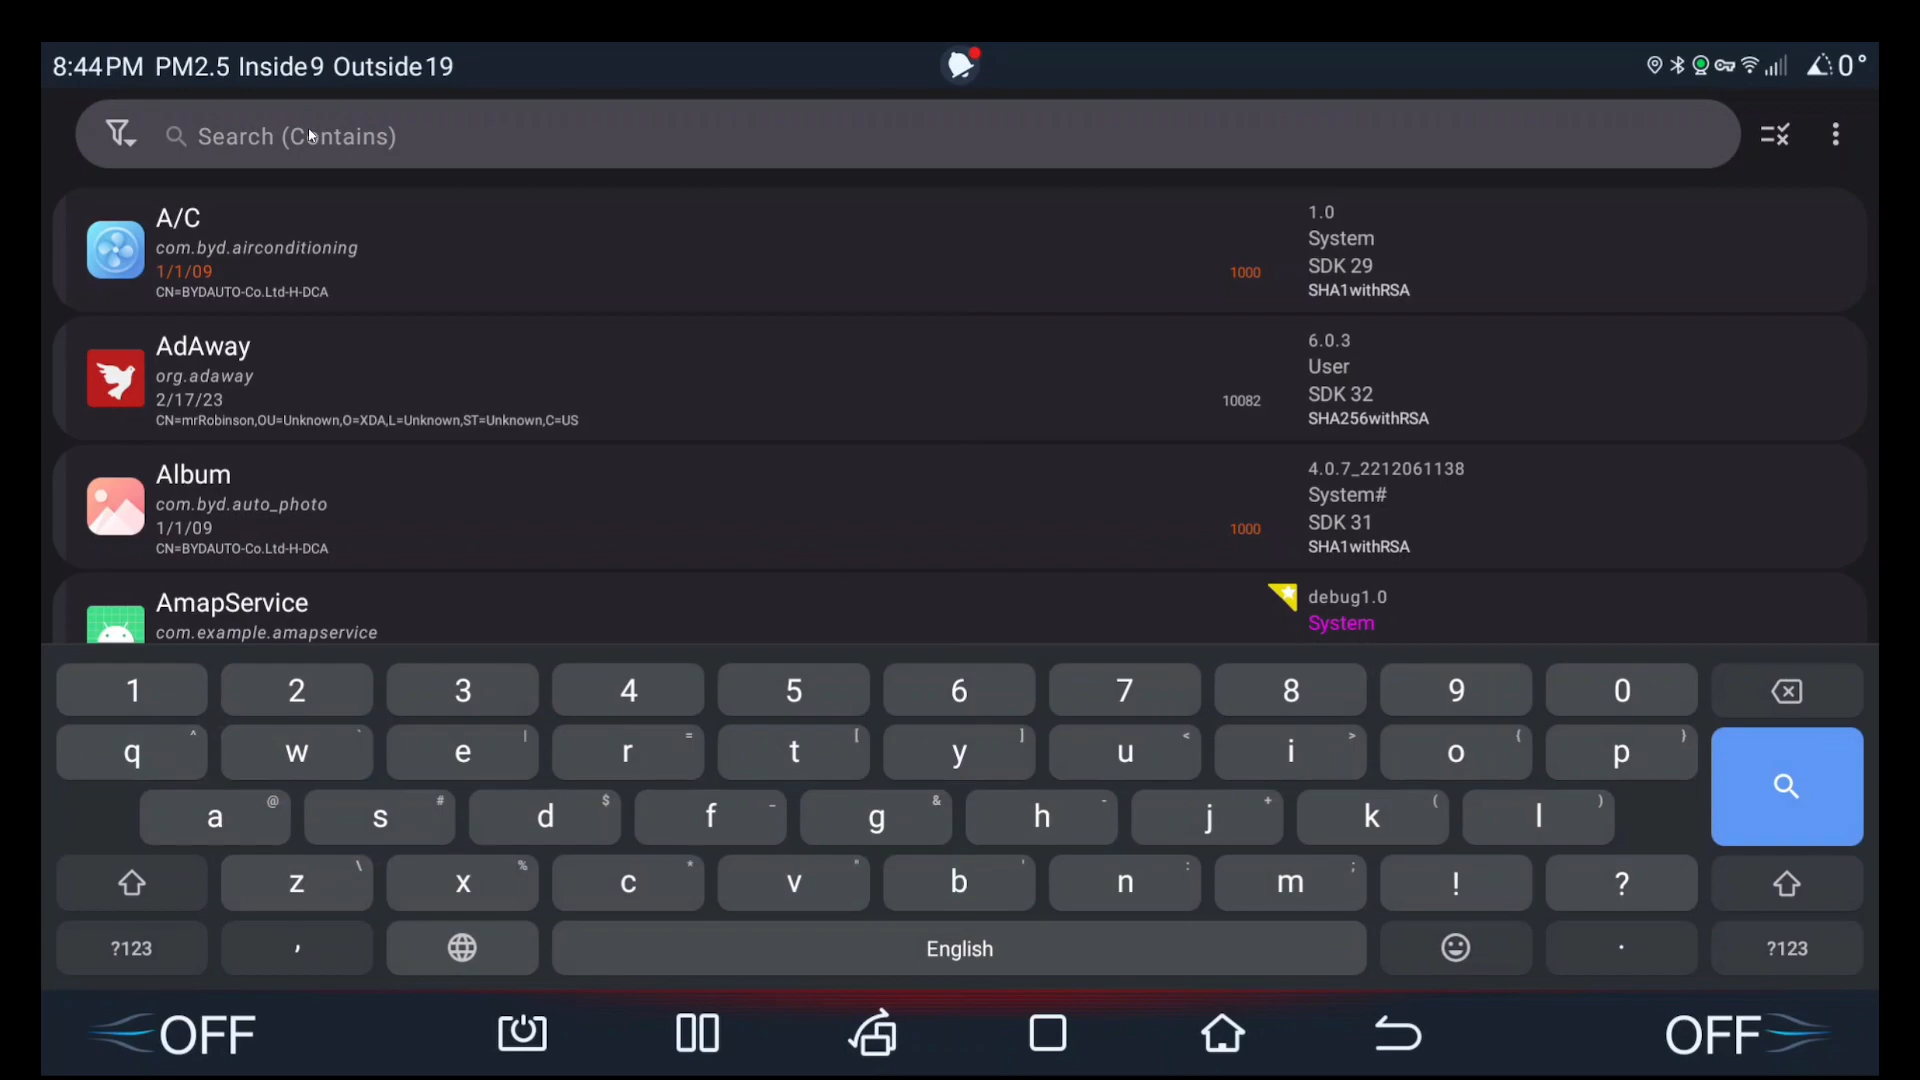 8:44PM PM2.5 Inside9 Outside19
0°
Search (Contains)
A/C
com.byd.airconditioning
1/1/09
CN=BYDAUTO-Co.Ltd-H-DCA
1000
1.0
System
SDK 29
SHA1withRSA
AdAway
org.adaway
2/17/23
CN=mrRobinson,OU=Unknown,O=XDA,L=Unknown,ST=Unknown,C=US
10082
6.0.3
User
SDK 32
SHA256withRSA
Album
com.byd.auto_photo
1/1/09
CN=BYDAUTO-Co.Ltd-H-DCA
1000
4.0.7_2212061138
System#
SDK 31
SHA1withRSA
AmapService
com.example.amapservice
debug1.0
System
1 2 3 4 5 6 7 8 9 0
q ^ w ` e | r = t [ y ] u < i > o { p }
a @ s # d $ f _ g & h - j + k ( l )
z \ x % c * v " b ' n : m ; ! ?
?123 , English . ?123
OFF OFF